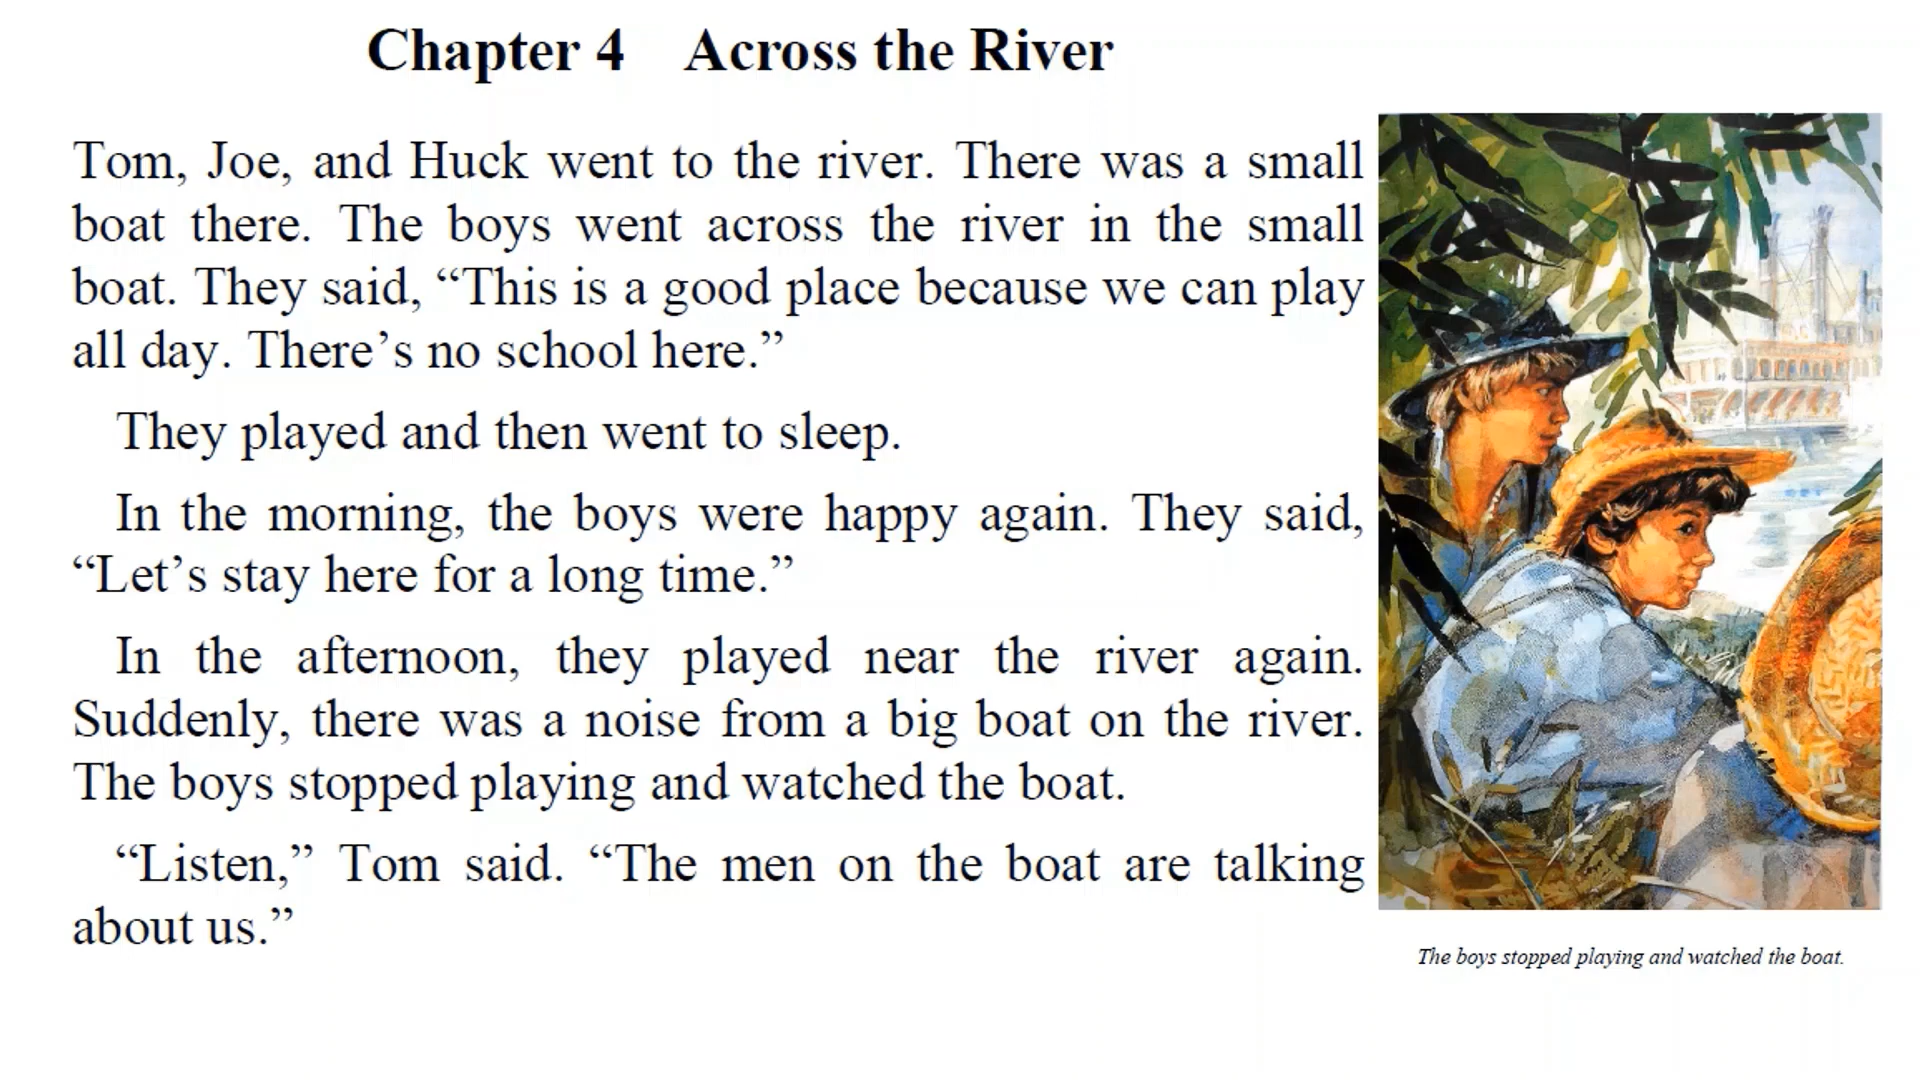 Chapter 4 Across the River
Tom, Joe, and Huck went to the river. There was a small
boat there. The boys went across the river in the small
boat. They said, “This is a good place because we can play
all day. There’s no school here.”
They played and then went to sleep.
In the morning, the boys were happy again. They said,
“Let’s stay here for a long time.”
In the afternoon, they played near the river again.
Suddenly, there was a noise from a big boat on the river.
The boys stopped playing and watched the boat.
“Listen,” Tom said. “The men on the boat are talking
about us.”
The boys stopped playing and watched the boat.